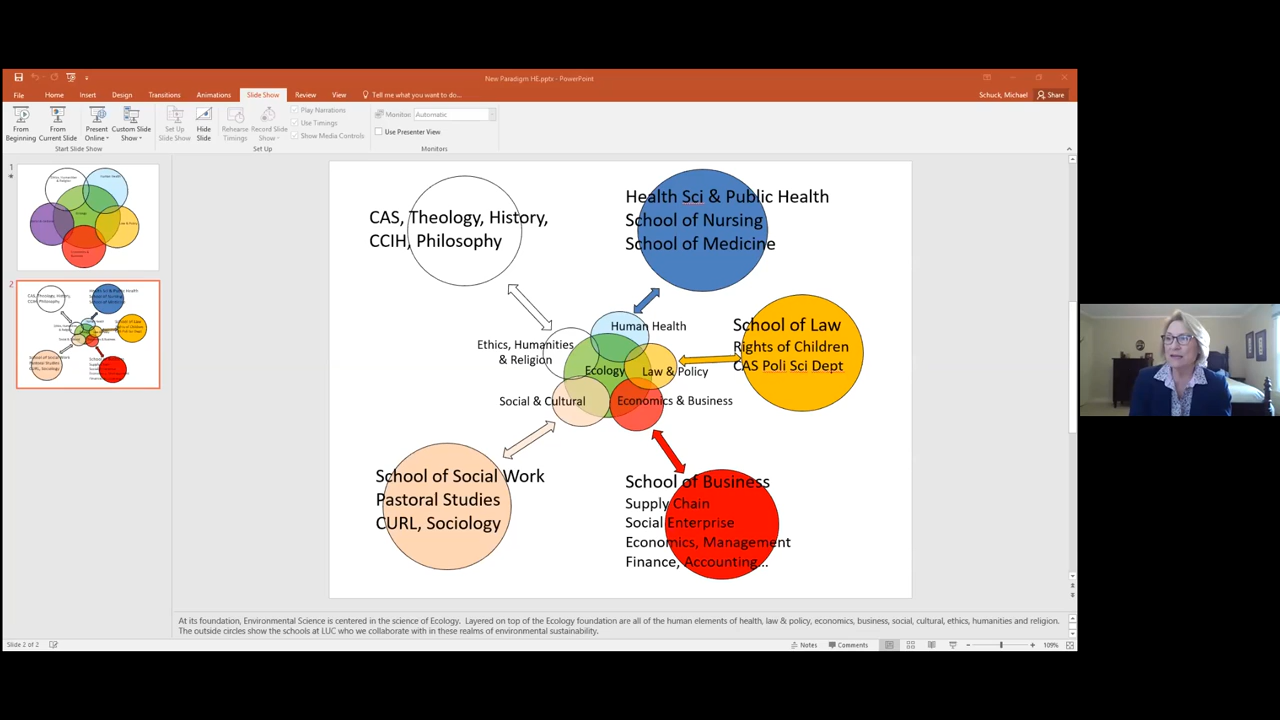 New Paradigm HE.pptx - PowerPoint
File Home Insert Design Transitions Animations Slide Show Review View Tell me what you want to do...
Schuck, Michael Share
From Beginning
From Current Slide
Present Online
Custom Slide Show
Start Slide Show
Set Up Slide Show
Hide Slide
Rehearse Timings
Record Slide Show
Play Narrations
Use Timings
Show Media Controls
Set Up
Monitor: Automatic
Use Presenter View
Monitors
1
2
CAS, Theology, History,
CCIH, Philosophy
Health Sci & Public Health
School of Nursing
School of Medicine
Human Health
Ethics, Humanities
& Religion
Ecology
Law & Policy
Social & Cultural
Economics & Business
School of Law
Rights of Children
CAS Poli Sci Dept
School of Social Work
Pastoral Studies
CURL, Sociology
School of Business
Supply Chain
Social Enterprise
Economics, Management
Finance, Accounting...
At its foundation, Environmental Science is centered in the science of Ecology. Layered on top of the Ecology foundation are all of the human elements of health, law & policy, economics, business, social, cultural, ethics, humanities and religion.
The outside circles show the schools at LUC who we collaborate with in these realms of environmental sustainability.
Slide 2 of 2
Notes Comments 109%